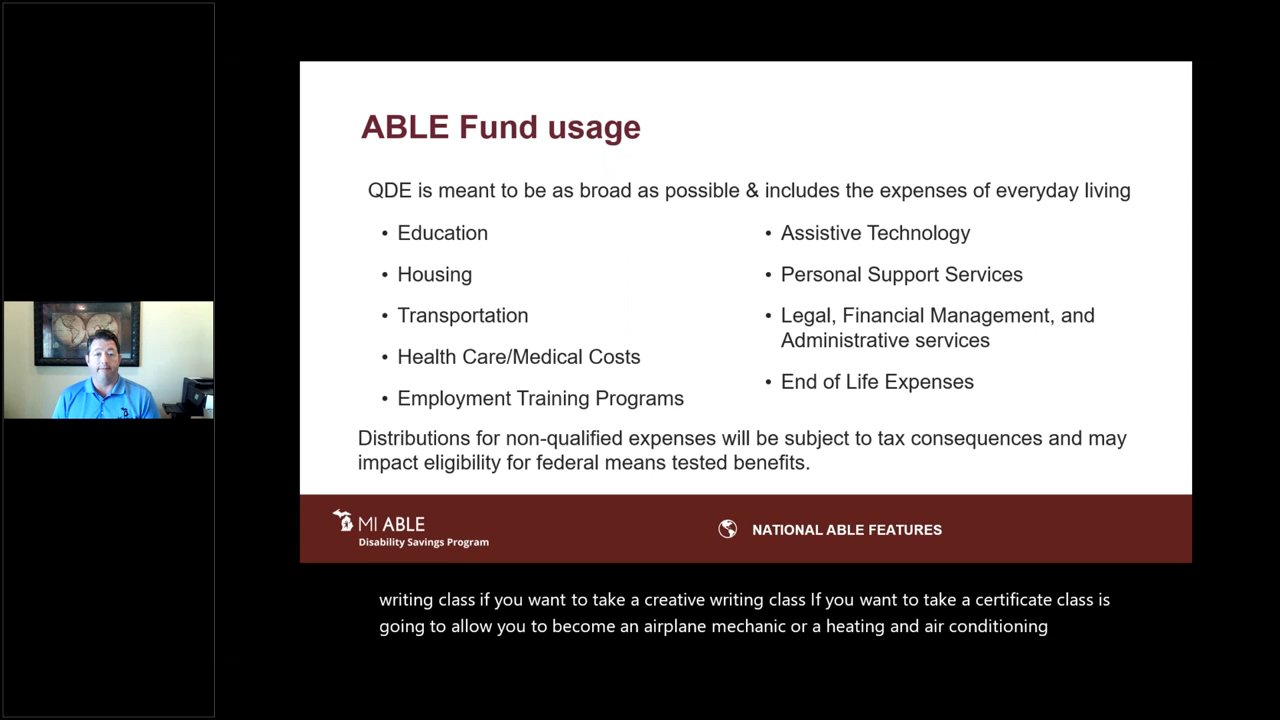 ABLE Fund usage
QDE is meant to be as broad as possible & includes the expenses of everyday living
• Education
• Housing
• Transportation
• Health Care/Medical Costs
• Employment Training Programs
• Assistive Technology
• Personal Support Services
• Legal, Financial Management, and
Administrative services
• End of Life Expenses
Distributions for non-qualified expenses will be subject to tax consequences and may
impact eligibility for federal means tested benefits.
MI ABLE
Disability Savings Program
NATIONAL ABLE FEATURES
writing class if you want to take a creative writing class If you want to take a certificate class is
going to allow you to become an airplane mechanic or a heating and air conditioning